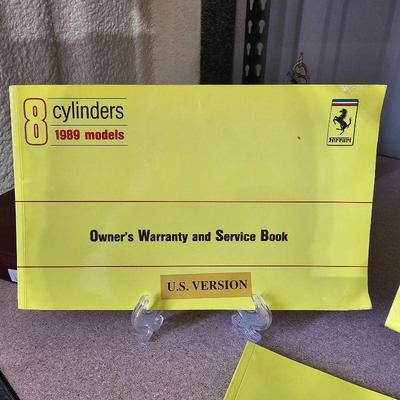 8 cylinders
1989 models
Ferrari
Owner's Warranty and Service Book
U.S. VERSION